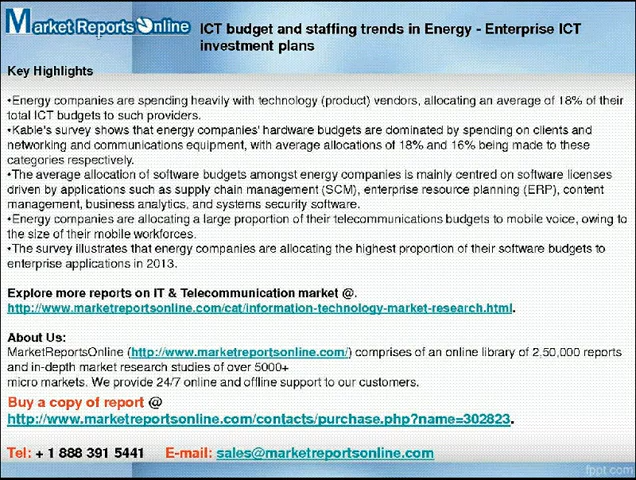 Market Reports Online
ICT budget and staffing trends in Energy - Enterprise ICT
investment plans
Key Highlights
•Energy companies are spending heavily with technology (product) vendors, allocating an average of 18% of their
total ICT budgets to such providers.
•Kable's survey shows that energy companies' hardware budgets are dominated by spending on clients and
networking and communications equipment, with average allocations of 18% and 16% being made to these
categories respectively.
•The average allocation of software budgets amongst energy companies is mainly centred on software licenses
driven by applications such as supply chain management (SCM), enterprise resource planning (ERP), content
management, business analytics, and systems security software.
•Energy companies are allocating a large proportion of their telecommunications budgets to mobile voice, owing to
the size of their mobile workforces.
•The survey illustrates that energy companies are allocating the highest proportion of their software budgets to
enterprise applications in 2013.
Explore more reports on IT & Telecommunication market @.
http://www.marketreportsonline.com/cat/information-technology-market-research.html.
About Us:
MarketReportsOnline (http://www.marketreportsonline.com/) comprises of an online library of 2,50,000 reports
and in-depth market research studies of over 5000+
micro markets. We provide 24/7 online and offline support to our customers.
Buy a copy of report @
http://www.marketreportsonline.com/contacts/purchase.php?name=302823.
Tel: + 1 888 391 5441 E-mail: sales@marketreportsonline.com
fppt.com